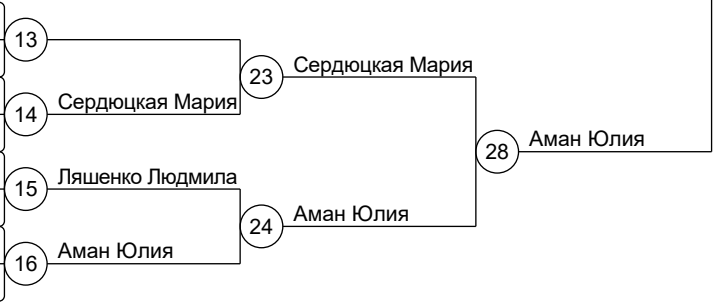 13
23 Сердюцкая Мария
14 Сердюцкая Мария
28 Аман Юлия
15 Ляшенко Людмила
24 Аман Юлия
16 Аман Юлия